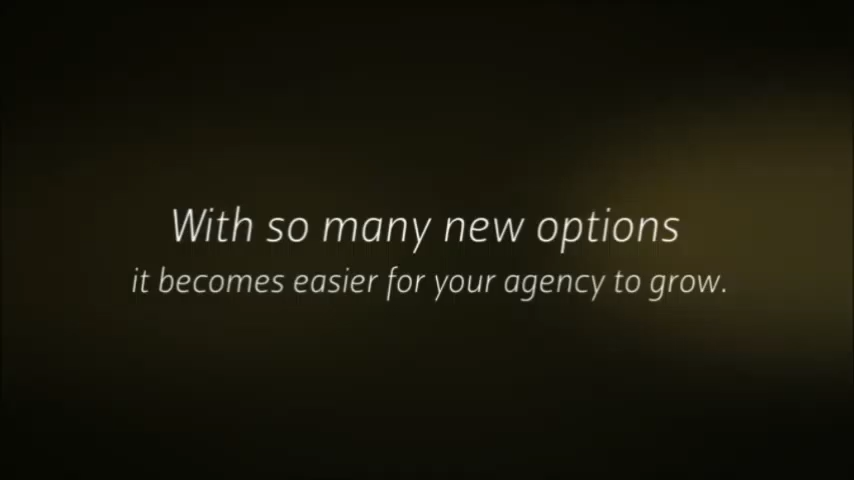 With so many new options
it becomes easier for your agency to grow.